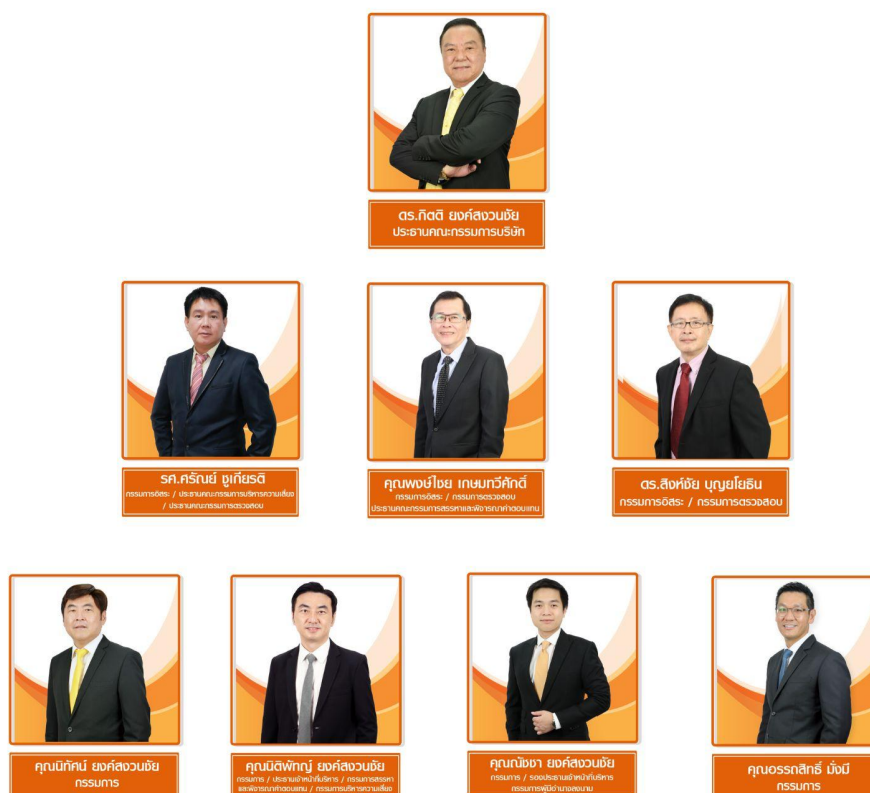 ดร.กิตติ ยงค์สงวนชัย
ประธานคณะกรรมการบริษัท
รศ.ศรัณย์ ชูเกียรติ
กรรมการอิสระ / ประธานคณะกรรมการบริหารความเสี่ยง
/ ประธานคณะกรรมการตรวจสอบ
คุณพงษ์ไชย เกษมทวีศักดิ์
กรรมการอิสระ / กรรมการตรวจสอบ
ประธานคณะกรรมการสรรหาและพิจารณาค่าตอบแทน
ดร.สิงห์ชัย บุญยโยธิน
กรรมการอิสระ / กรรมการตรวจสอบ
คุณนิทัศน์ ยงค์สงวนชัย
กรรมการ
คุณนิติพัทญ์ ยงค์สงวนชัย
กรรมการ / ประธานเจ้าหน้าที่บริหาร / กรรมการสรรหา
และพิจารณาค่าตอบแทน / กรรมการบริหารความเสี่ยง
คุณณัชชา ยงค์สงวนชัย
กรรมการ / รองประธานเจ้าหน้าที่บริหาร
กรรมการผู้มีอำนาจลงนาม
คุณอรรถสิทธิ์ มั่งมี
กรรมการ